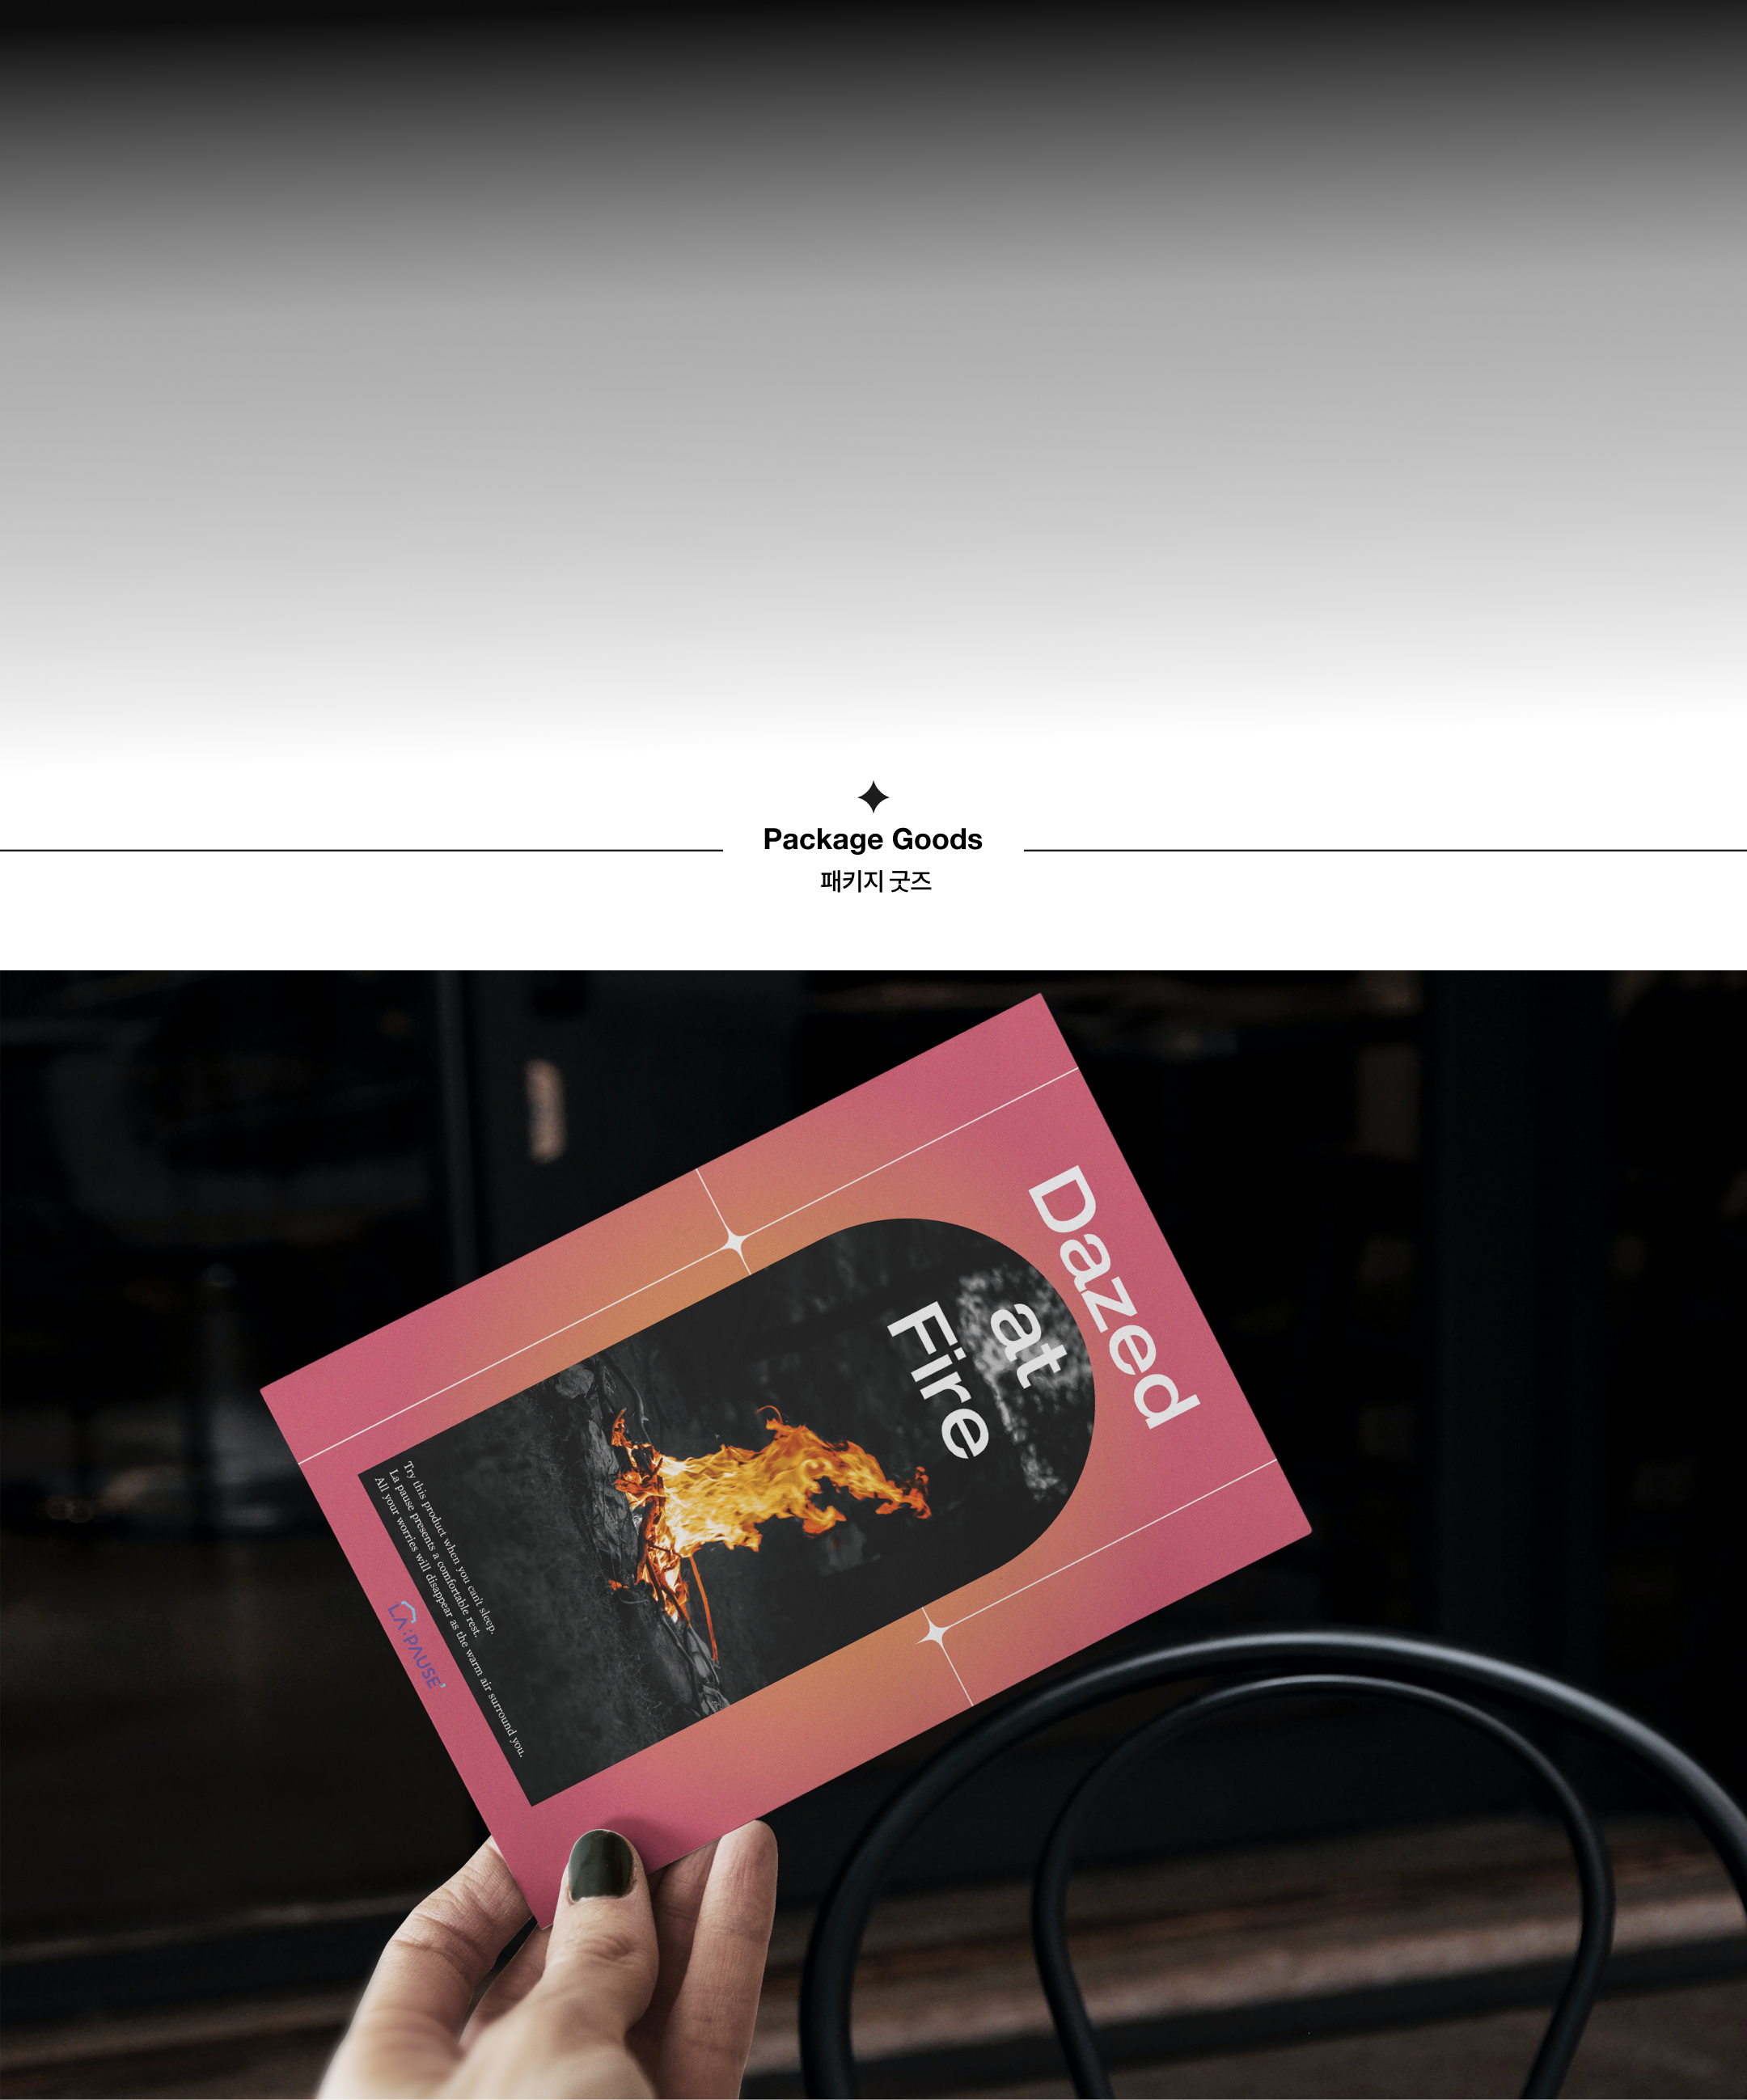 Package Goods
패키지 굿즈
Dazed
at
Fire
Try this product when you can't sleep.
La pause presents a comfortable rest.
All your worries will disappear as the warm air surround you.
LA:PAUSE'